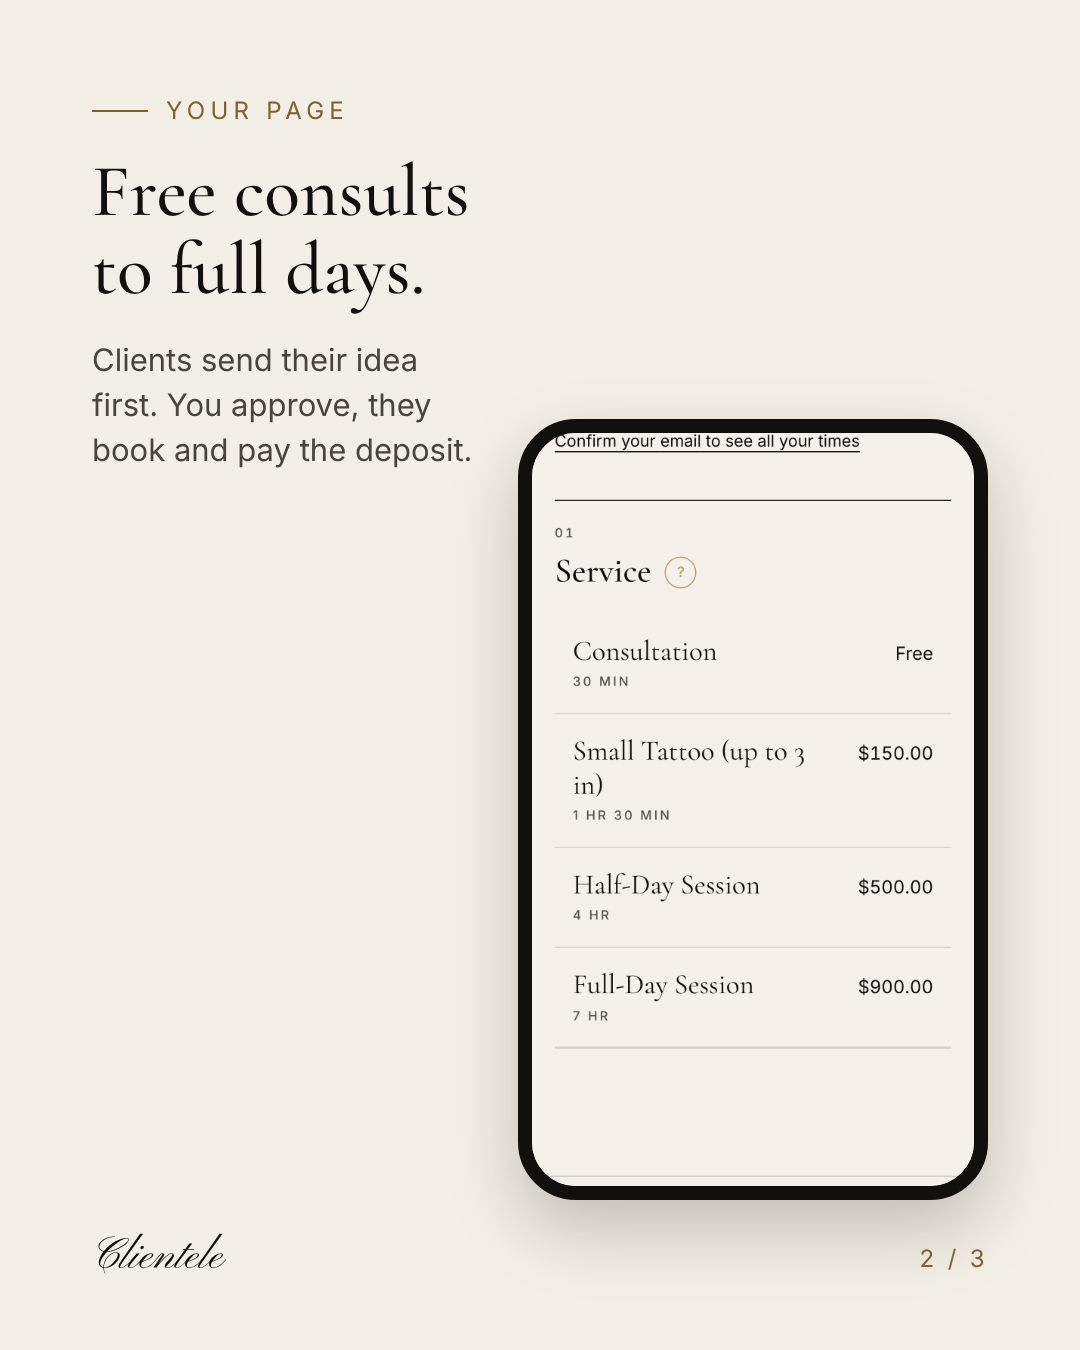 YOUR PAGE
Free consults
to full days.
Clients send their idea
first. You approve, they
book and pay the deposit.
Confirm your email to see all your times
01
Service ?
Consultation Free
30 MIN
Small Tattoo (up to 3 $150.00
in)
1 HR 30 MIN
Half-Day Session $500.00
4 HR
Full-Day Session $900.00
7 HR
Clientele
2 / 3